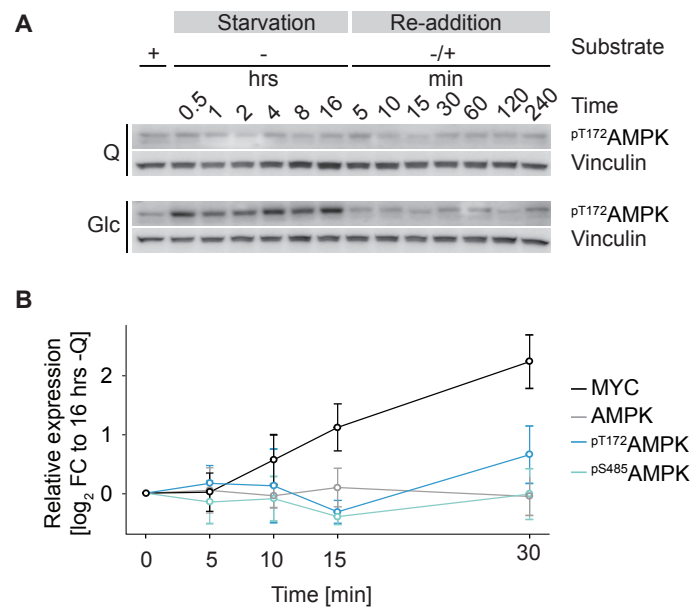 A
Starvation Re-addition
+ - -/+ Substrate
hrs min
0.5 1 2 4 8 16 5 10 15 30 60 120 240 Time
Q pT172AMPK
Vinculin
Glc pT172AMPK
Vinculin
B
Relative expression
[log2 FC to 16 hrs -Q]
2
1
0
0 5 10 15 30
Time [min]
MYC
AMPK
pT172AMPK
pS485AMPK